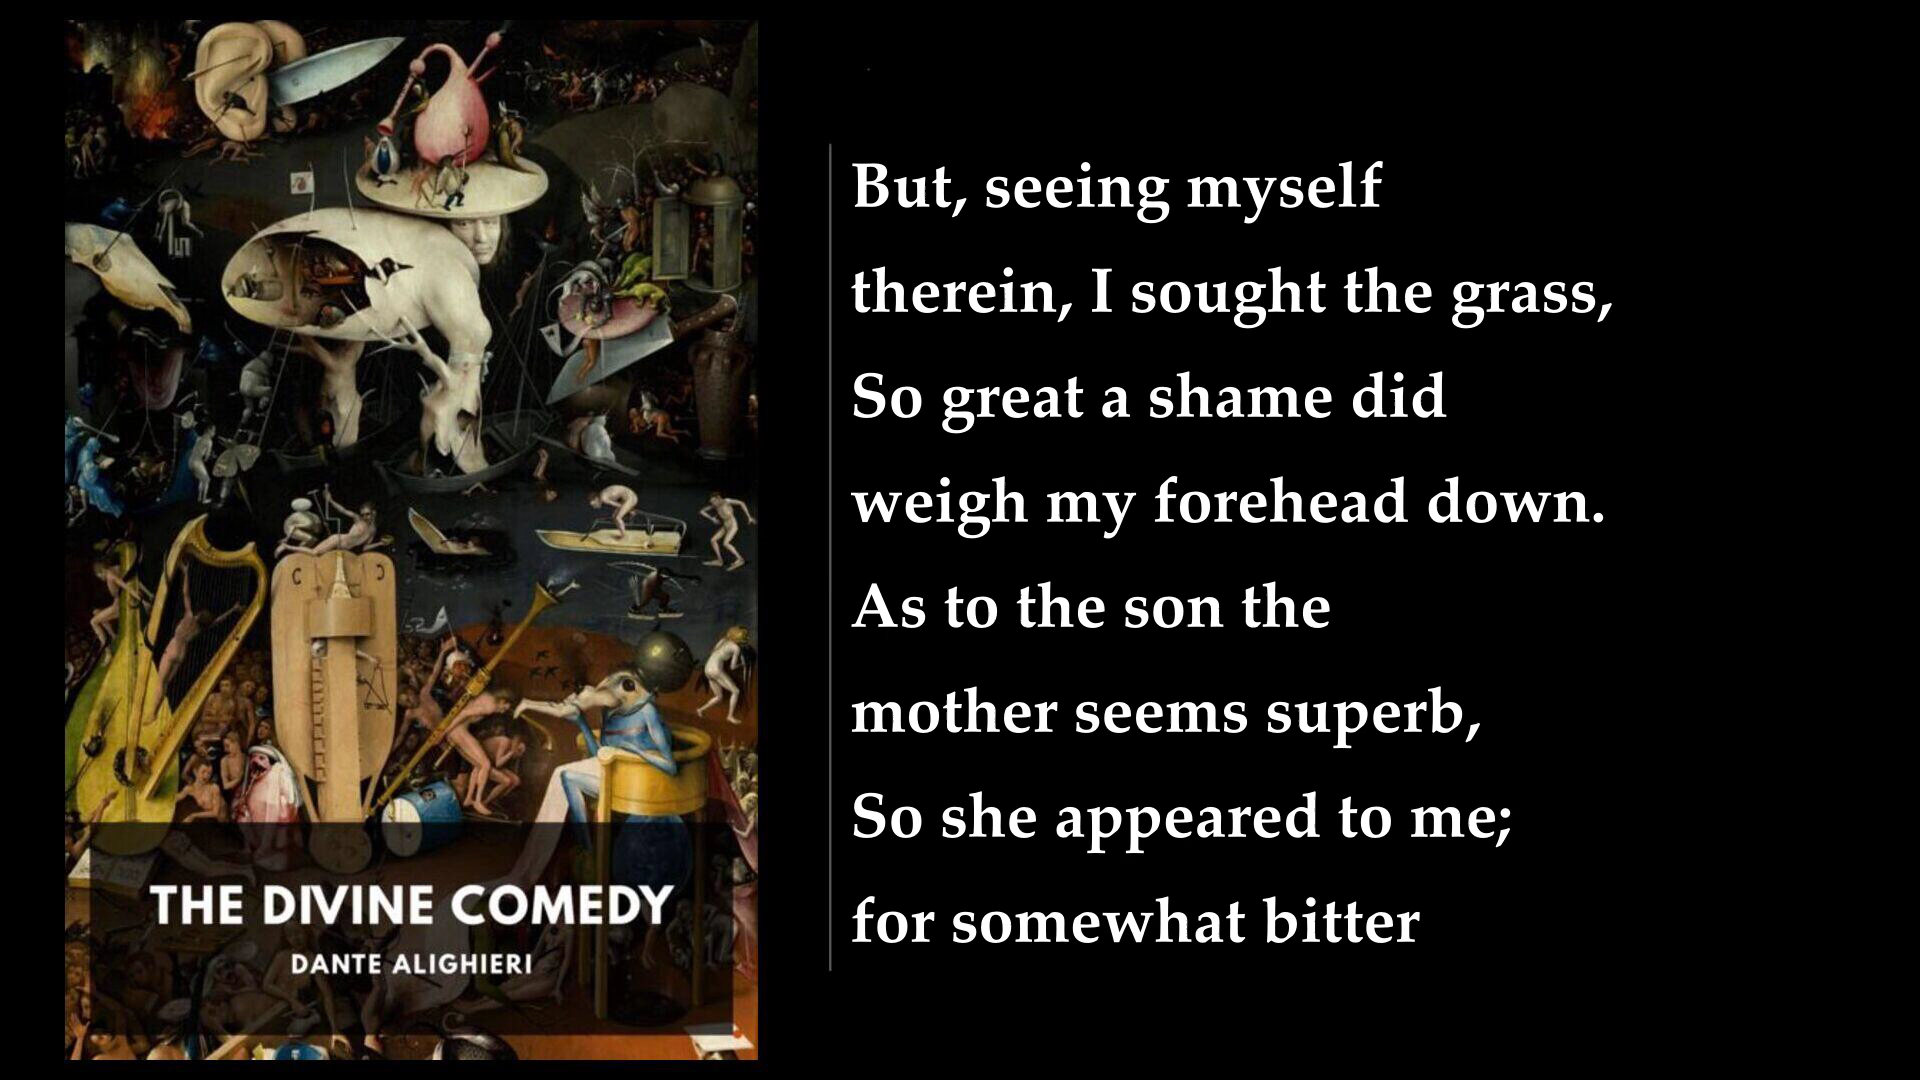 But, seeing myself
therein, I sought the grass,
So great a shame did
weigh my forehead down.
As to the son the
mother seems superb,
So she appeared to me;
for somewhat bitter
THE DIVINE COMEDY
DANTE ALIGHIERI